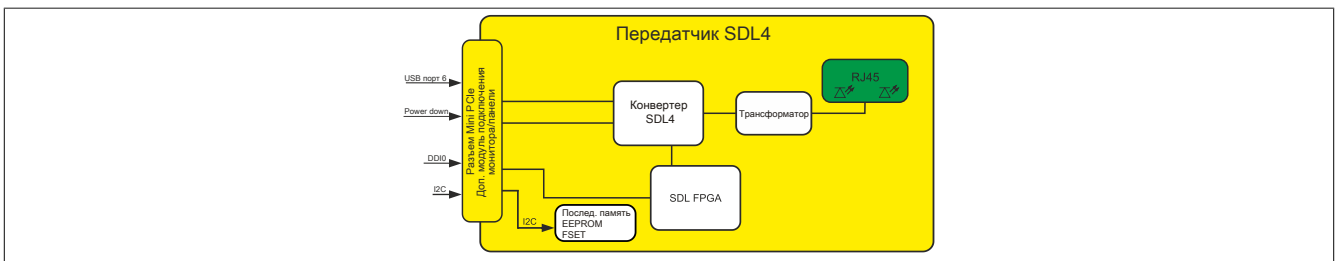 Передатчик SDL4
USB порт 6
Power down
DDI0
I2C
Разъем Mini PCIe
Доп. модуль подключения
монитора/панели
Конвертер
SDL4
Трансформатор
RJ45
SDL FPGA
I2C
Послед. память
EEPROM
FSET